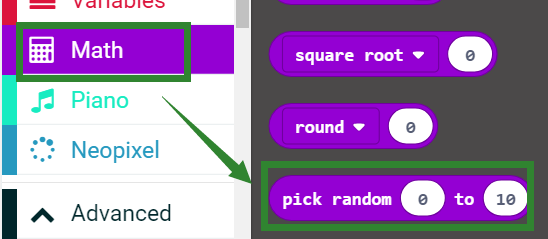 Variables
Math
Piano
Neopixel
Advanced
square root 0
round 0
pick random 0 to 10